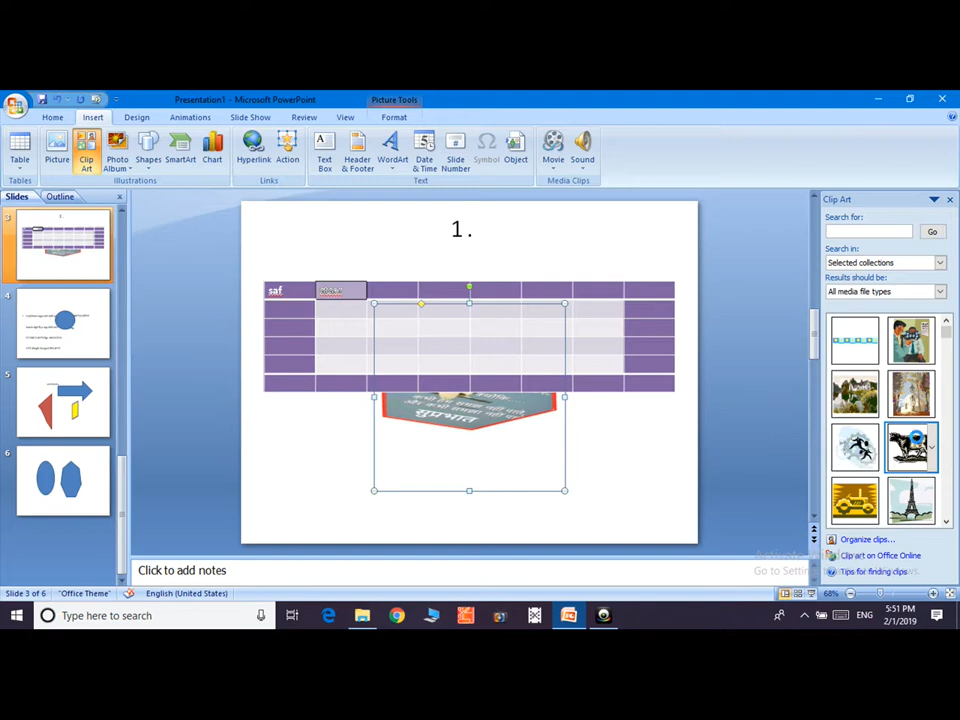 Presentation1 - Microsoft PowerPoint
Picture Tools
Home
Insert
Design
Animations
Slide Show
Review
View
Format
Table
Picture
Clip Art
Photo Album
Shapes
SmartArt
Chart
Hyperlink
Action
Text Box
Header & Footer
WordArt
Date & Time
Slide Number
Symbol
Object
Movie
Sound
Tables
Illustrations
Links
Text
Media Clips
Slides
Outline
3
4
5
6
1.
saf
सुप्रभात
Click to add notes
Clip Art
Search for:
Go
Search in:
Selected collections
Results should be:
All media file types
Organize clips...
Clip art on Office Online
Tips for finding clips
Slide 3 of 6
"Office Theme"
English (United States)
68%
Type here to search
ENG
5:51 PM
2/1/2019